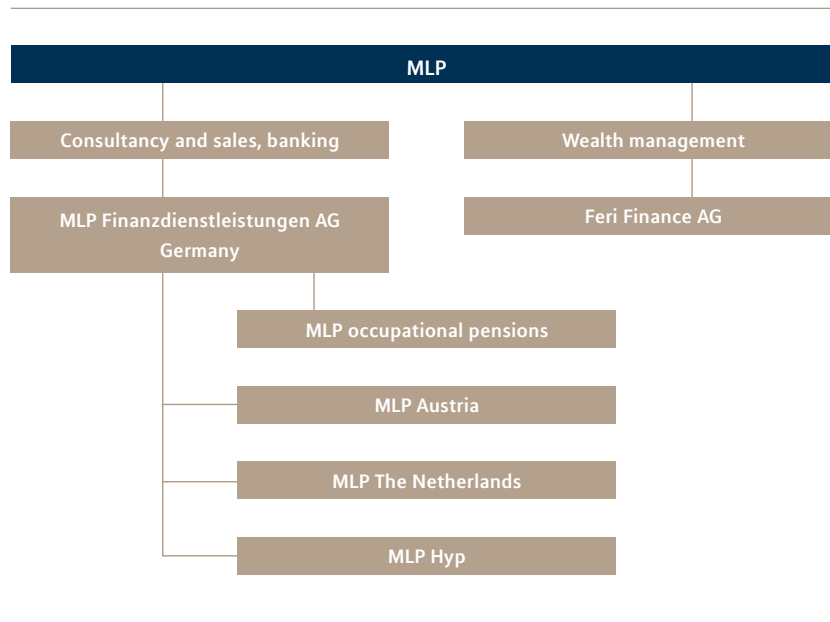 MLP
Consultancy and sales, banking
Wealth management
MLP Finanzdienstleistungen AG
Germany
Feri Finance AG
MLP occupational pensions
MLP Austria
MLP The Netherlands
MLP Hyp